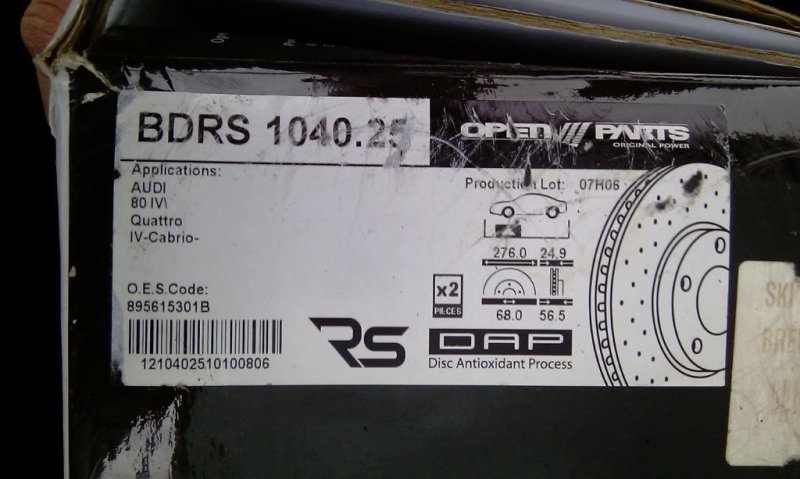 BDRS 1040.25
OPEN PARTS
ORIGINAL POWER
Applications:
AUDI
80 IV\
Quattro
IV-Cabrio-
Production Lot: 07H06
276.0 24.9
68.0 56.5
x2
PIECES
O.E.S.Code:
895615301B
1210402510100806
RS
DAP
Disc Antioxidant Process